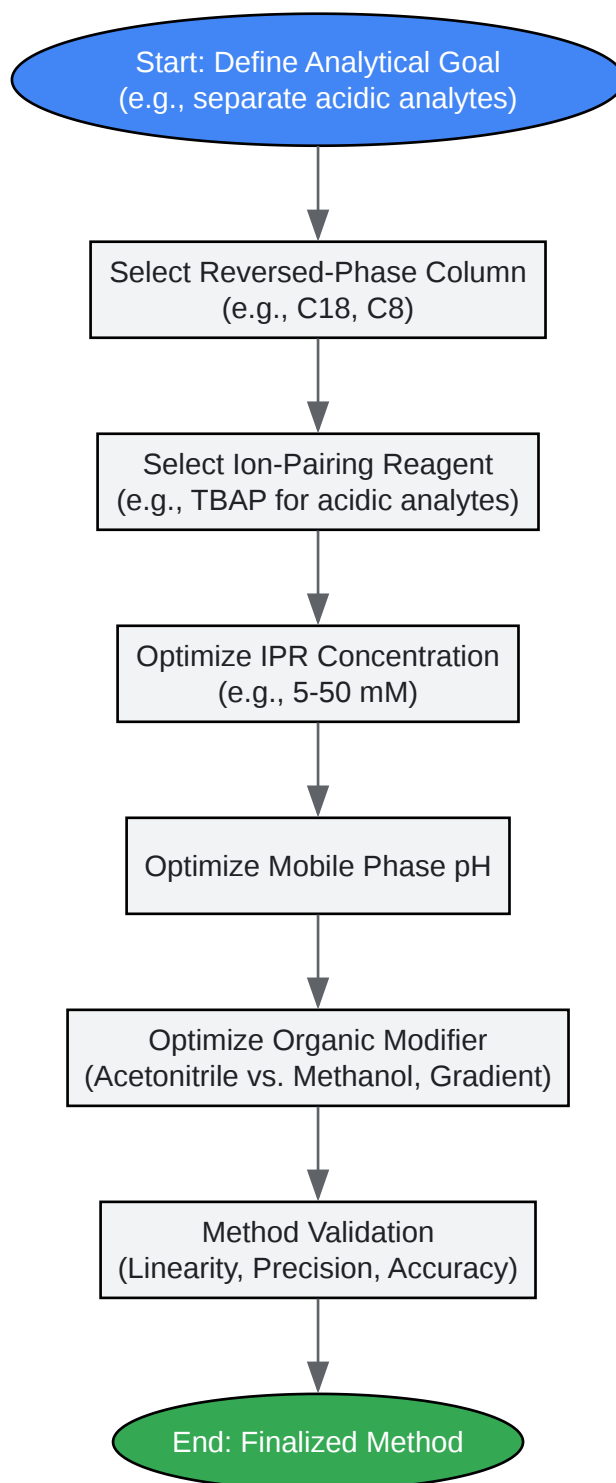 Start: Define Analytical Goal
(e.g., separate acidic analytes)
Select Reversed-Phase Column
(e.g., C18, C8)
Select Ion-Pairing Reagent
(e.g., TBAP for acidic analytes)
Optimize IPR Concentration
(e.g., 5-50 mM)
Optimize Mobile Phase pH
Optimize Organic Modifier
(Acetonitrile vs. Methanol, Gradient)
Method Validation
(Linearity, Precision, Accuracy)
End: Finalized Method